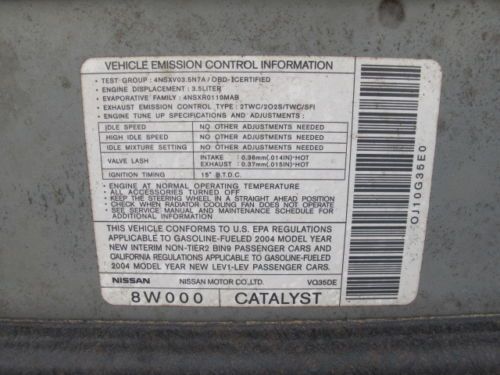 VEHICLE EMISSION CONTROL INFORMATION
• TEST GROUP : 4NSXV03.5N7A / OBD-ⅠCERTIFIED
• ENGINE DISPLACEMENT : 3.5LITER
• EVAPORATIVE FAMILY : 4NSXR0110MAB
• EXHAUST EMISSION CONTROL TYPE : 2TWC/2O2S/TWC/SFI
• ENGINE TUNE UP SPECIFICATIONS AND ADJUSTMENTS
IDLE SPEED NO OTHER ADJUSTMENTS NEEDED
HIGH IDLE SPEED NO OTHER ADJUSTMENTS NEEDED
IDLE MIXTURE SETTING NO OTHER ADJUSTMENTS NEEDED
VALVE LASH INTAKE : 0.36mm(.014IN)•HOT
EXHAUST : 0.37mm(.015IN)•HOT
IGNITION TIMING 15° B.T.D.C.
• ENGINE AT NORMAL OPERATING TEMPERATURE
• ALL ACCESSORIES TURNED OFF
• KEEP THE STEERING WHEEL IN A STRAIGHT AHEAD POSITION
• CHECK WHEN RADIATOR COOLING FAN DOES NOT OPERATE
• SEE SERVICE MANUAL AND MAINTENANCE SCHEDULE FOR
ADDITIONAL INFORMATION
THIS VEHICLE CONFORMS TO U.S. EPA REGULATIONS
APPLICABLE TO GASOLINE-FUELED 2004 MODEL YEAR
NEW INTERIM NON-TIER2 BIN9 PASSENGER CARS AND
CALIFORNIA REGULATIONS APPLICABLE TO GASOLINE-FUELED
2004 MODEL YEAR NEW LEV1-LEV PASSENGER CARS.
NISSAN NISSAN MOTOR CO.,LTD. VQ35DE
8W000 CATALYST
OJ10G35E0